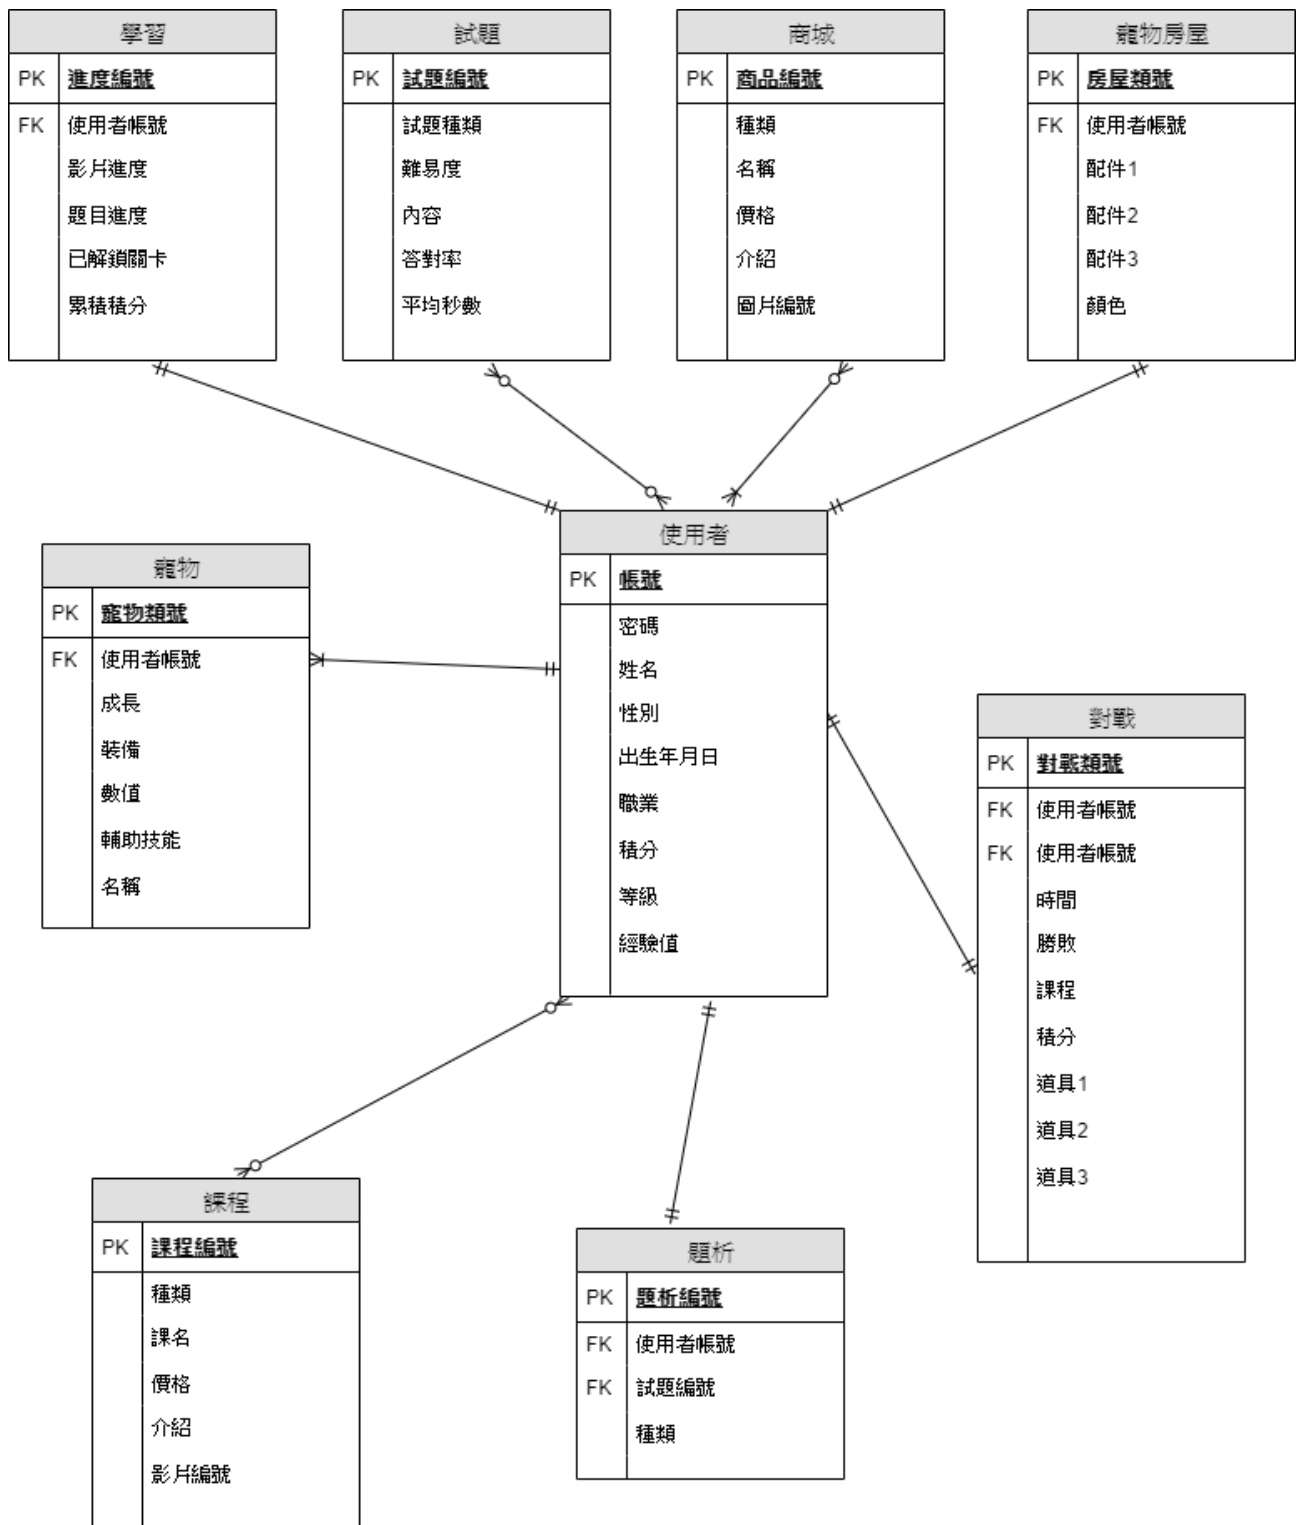 學習
PK 進度編號
FK 使用者帳號
影片進度
題目進度
已解鎖關卡
累積積分
試題
PK 試題編號
試題種類
難易度
內容
答對率
平均秒數
商城
PK 商品編號
種類
名稱
價格
介紹
圖片編號
寵物房屋
PK 房屋類號
FK 使用者帳號
配件1
配件2
配件3
顏色
寵物
PK 寵物類號
FK 使用者帳號
成長
裝備
數值
輔助技能
名稱
使用者
PK 帳號
密碼
姓名
性別
出生年月日
職業
積分
等級
經驗值
對戰
PK 對戰類號
FK 使用者帳號
FK 使用者帳號
時間
勝敗
課程
積分
道具1
道具2
道具3
課程
PK 課程編號
種類
課名
價格
介紹
影片編號
題析
PK 題析編號
FK 使用者帳號
FK 試題編號
種類